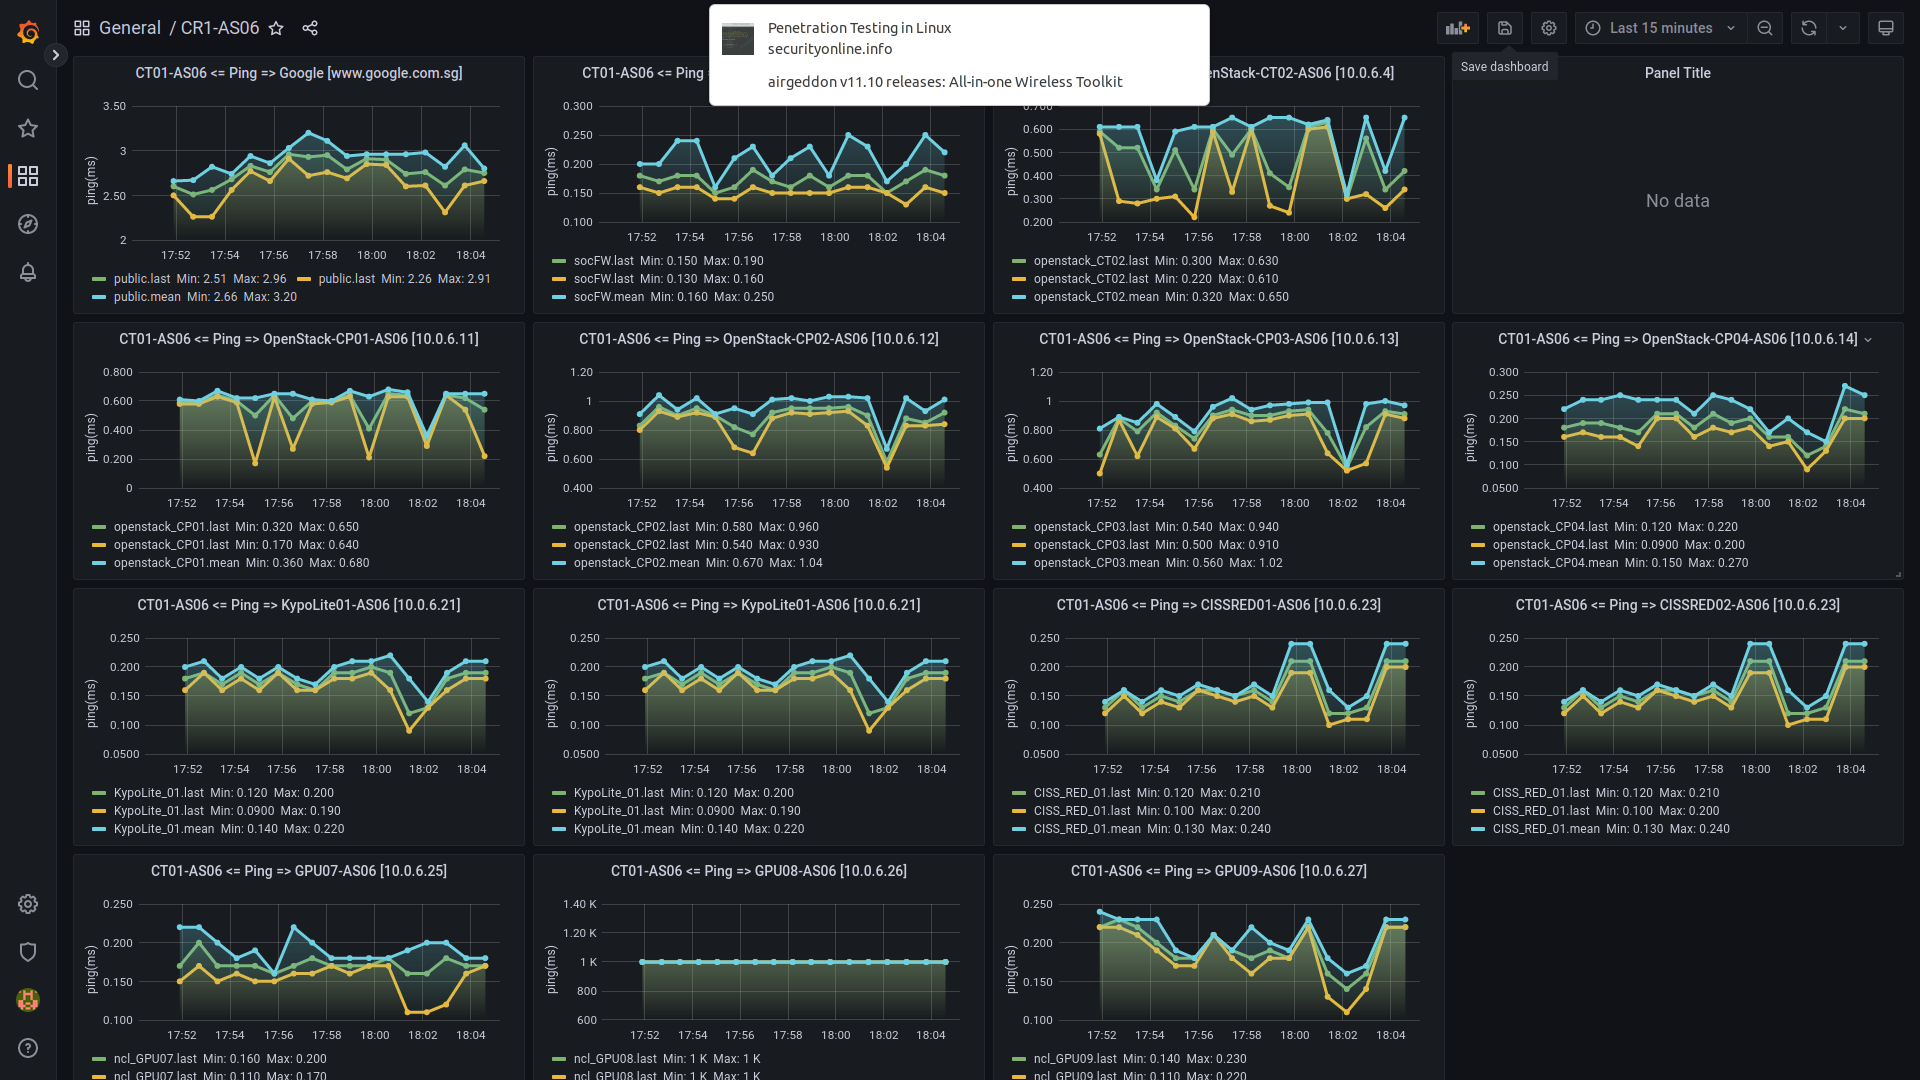 General / CR1-AS06
Penetration Testing in Linux
securityonline.info
airgeddon v11.10 releases: All-in-one Wireless Toolkit
Last 15 minutes
Save dashboard
CT01-AS06 <= Ping => Google [www.google.com.sg]
3.50
3
2.50
2
ping(ms)
17:52 17:54 17:56 17:58 18:00 18:02 18:04
public.last Min: 2.51 Max: 2.96 public.last Min: 2.26 Max: 2.91
public.mean Min: 2.66 Max: 3.20
CT01-AS06 <= Ping
0.300
0.250
0.200
0.150
0.100
ping(ms)
17:52 17:54 17:56 17:58 18:00 18:02 18:04
socFW.last Min: 0.150 Max: 0.190
socFW.last Min: 0.130 Max: 0.160
socFW.mean Min: 0.160 Max: 0.250
enStack-CT02-AS06 [10.0.6.4]
0.700
0.600
0.500
0.400
0.300
0.200
ping(ms)
17:52 17:54 17:56 17:58 18:00 18:02 18:04
openstack_CT02.last Min: 0.300 Max: 0.630
openstack_CT02.last Min: 0.220 Max: 0.610
openstack_CT02.mean Min: 0.320 Max: 0.650
Panel Title
No data
CT01-AS06 <= Ping => OpenStack-CP01-AS06 [10.0.6.11]
0.800
0.600
0.400
0.200
0
ping(ms)
17:52 17:54 17:56 17:58 18:00 18:02 18:04
openstack_CP01.last Min: 0.320 Max: 0.650
openstack_CP01.last Min: 0.170 Max: 0.640
openstack_CP01.mean Min: 0.360 Max: 0.680
CT01-AS06 <= Ping => OpenStack-CP02-AS06 [10.0.6.12]
1.20
1
0.800
0.600
0.400
ping(ms)
17:52 17:54 17:56 17:58 18:00 18:02 18:04
openstack_CP02.last Min: 0.580 Max: 0.960
openstack_CP02.last Min: 0.540 Max: 0.930
openstack_CP02.mean Min: 0.670 Max: 1.04
CT01-AS06 <= Ping => OpenStack-CP03-AS06 [10.0.6.13]
1.20
1
0.800
0.600
0.400
ping(ms)
17:52 17:54 17:56 17:58 18:00 18:02 18:04
openstack_CP03.last Min: 0.540 Max: 0.940
openstack_CP03.last Min: 0.500 Max: 0.910
openstack_CP03.mean Min: 0.560 Max: 1.02
CT01-AS06 <= Ping => OpenStack-CP04-AS06 [10.0.6.14]
0.300
0.250
0.200
0.150
0.100
0.0500
ping(ms)
17:52 17:54 17:56 17:58 18:00 18:02 18:04
openstack_CP04.last Min: 0.120 Max: 0.220
openstack_CP04.last Min: 0.0900 Max: 0.200
openstack_CP04.mean Min: 0.150 Max: 0.270
CT01-AS06 <= Ping => KypoLite01-AS06 [10.0.6.21]
0.250
0.200
0.150
0.100
0.0500
ping(ms)
17:52 17:54 17:56 17:58 18:00 18:02 18:04
KypoLite_01.last Min: 0.120 Max: 0.200
KypoLite_01.last Min: 0.0900 Max: 0.190
KypoLite_01.mean Min: 0.140 Max: 0.220
CT01-AS06 <= Ping => KypoLite01-AS06 [10.0.6.21]
0.250
0.200
0.150
0.100
0.0500
ping(ms)
17:52 17:54 17:56 17:58 18:00 18:02 18:04
KypoLite_01.last Min: 0.120 Max: 0.200
KypoLite_01.last Min: 0.0900 Max: 0.190
KypoLite_01.mean Min: 0.140 Max: 0.220
CT01-AS06 <= Ping => CISSRED01-AS06 [10.0.6.23]
0.250
0.200
0.150
0.100
0.0500
ping(ms)
17:52 17:54 17:56 17:58 18:00 18:02 18:04
CISS_RED_01.last Min: 0.120 Max: 0.210
CISS_RED_01.last Min: 0.100 Max: 0.200
CISS_RED_01.mean Min: 0.130 Max: 0.240
CT01-AS06 <= Ping => CISSRED02-AS06 [10.0.6.23]
0.250
0.200
0.150
0.100
0.0500
ping(ms)
17:52 17:54 17:56 17:58 18:00 18:02 18:04
CISS_RED_01.last Min: 0.120 Max: 0.210
CISS_RED_01.last Min: 0.100 Max: 0.200
CISS_RED_01.mean Min: 0.130 Max: 0.240
CT01-AS06 <= Ping => GPU07-AS06 [10.0.6.25]
0.250
0.200
0.150
0.100
ping(ms)
17:52 17:54 17:56 17:58 18:00 18:02 18:04
ncl_GPU07.last Min: 0.160 Max: 0.200
ncl_GPU07.last Min: 0.110 Max: 0.170
CT01-AS06 <= Ping => GPU08-AS06 [10.0.6.26]
1.40 K
1.20 K
1 K
800
600
ping(ms)
17:52 17:54 17:56 17:58 18:00 18:02 18:04
ncl_GPU08.last Min: 1 K Max: 1 K
ncl_GPU08.last Min: 1 K Max: 1 K
CT01-AS06 <= Ping => GPU09-AS06 [10.0.6.27]
0.250
0.200
0.150
0.100
ping(ms)
17:52 17:54 17:56 17:58 18:00 18:02 18:04
ncl_GPU09.last Min: 0.140 Max: 0.230
ncl_GPU09.last Min: 0.110 Max: 0.220